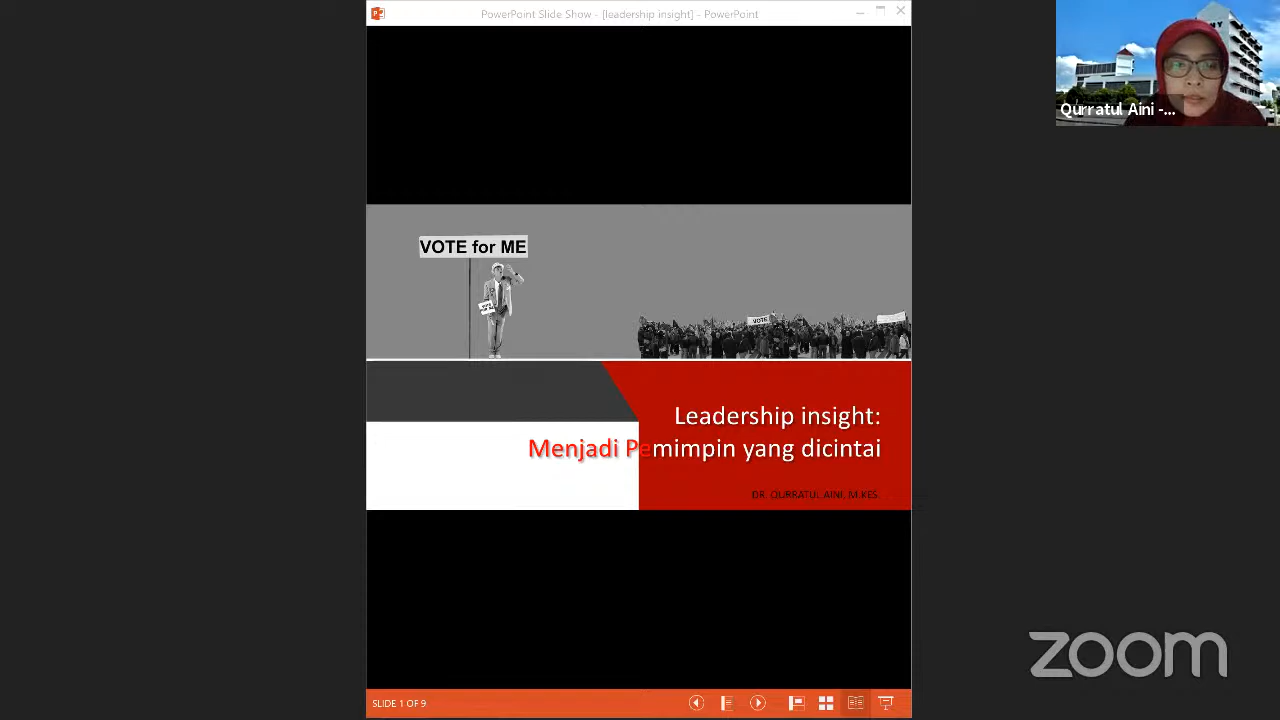 PowerPoint Slide Show - [leadership insight] - PowerPoint
Qurratul Aini -...
VOTE for ME
VOTE
Leadership insight:
Menjadi Pemimpin yang dicintai
DR. QURRATUL AINI, M.KES.
zoom
SLIDE 1 OF 9